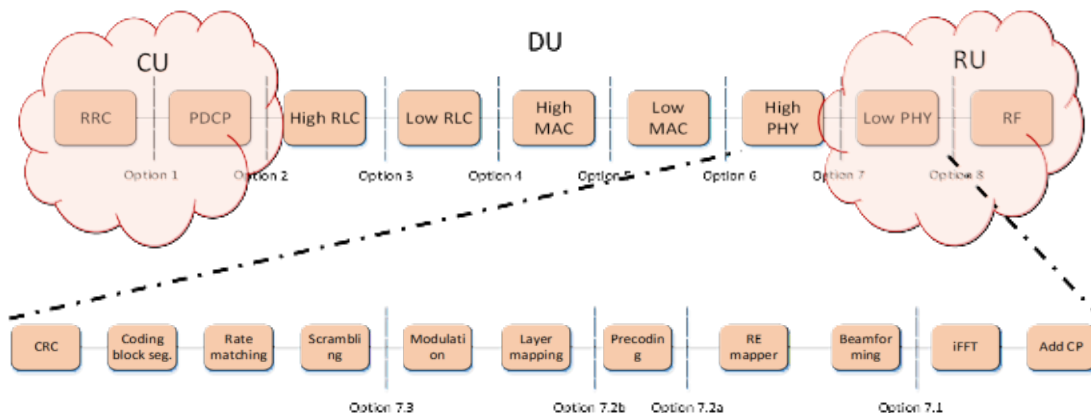 DU
CU
RU
RRC
PDCP
High RLC
Low RLC
High
MAC
Low
MAC
High
PHY
Low PHY
RF
Option 1
Option 2
Option 3
Option 4
Option 5
Option 6
Option 7
Option 8
CRC
Coding
block seg.
Rate
matching
Scrambli
ng
Modulati
on
Layer
mapping
Precodin
g
RE
mapper
Beamfor
ming
iFFT
Add CP
Option 7.3
Option 7.2b
Option 7.2a
Option 7.1